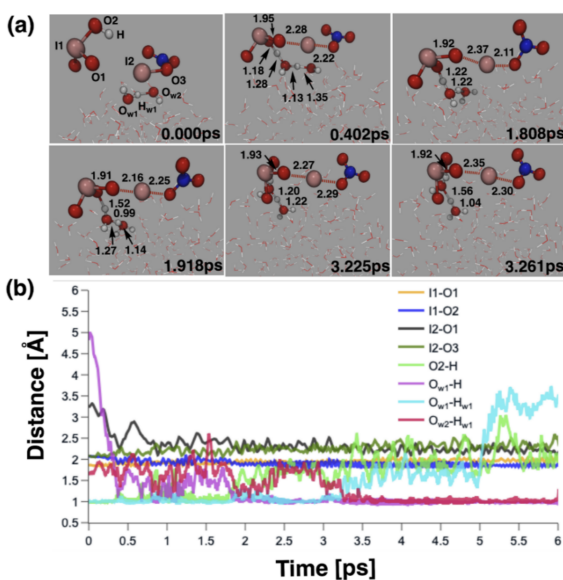 (a)
O2
I1
H
O1
I2
O3
Ow1
Hw1
Ow2
0.000ps
1.95
2.28
2.22
1.18
1.28
1.13
1.35
0.402ps
1.92
2.37
2.11
1.22
1.22
1.808ps
1.91
2.16
2.25
1.52
0.99
1.27
1.14
1.918ps
1.93
2.27
2.29
1.20
1.22
3.225ps
1.92
2.35
2.30
1.56
1.04
3.261ps
(b)
6
5.5
5
4.5
4
3.5
3
2.5
2
1.5
1
0.5
Distance [Å]
I1-O1
I1-O2
I2-O1
I2-O3
O2-H
Ow1-H
Ow1-Hw1
Ow2-Hw1
0 0.5 1 1.5 2 2.5 3 3.5 4 4.5 5 5.5 6
Time [ps]